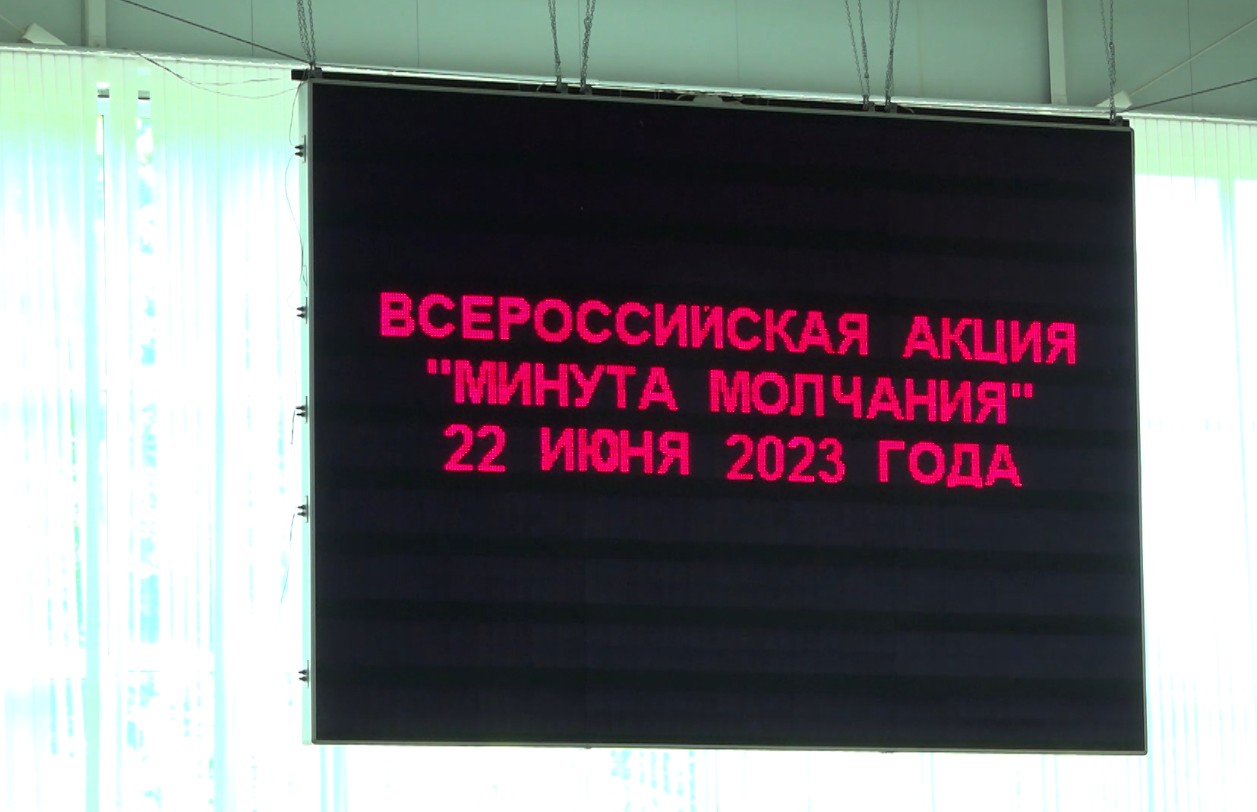 ВСЕРОССИЙСКАЯ АКЦИЯ
"МИНУТА МОЛЧАНИЯ"
22 ИЮНЯ 2023 ГОДА